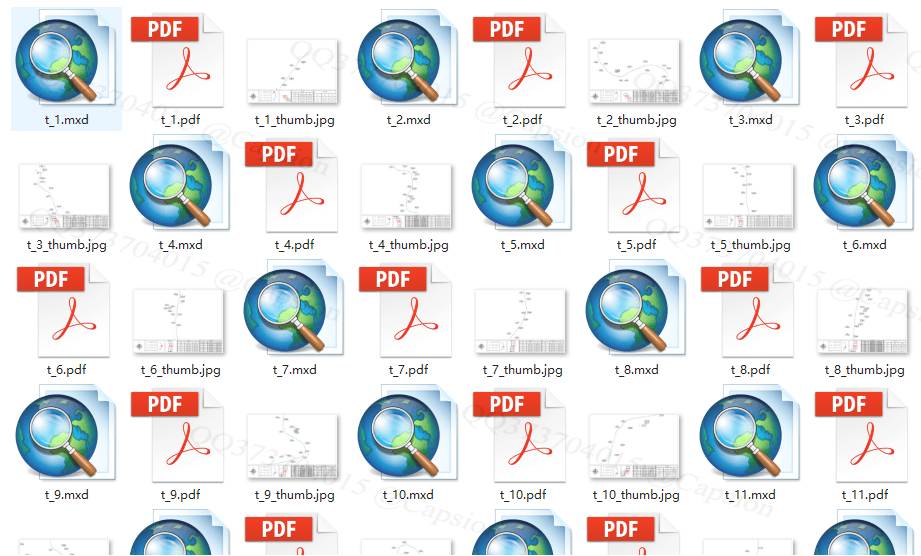 PDF PDF PDF
t_1.mxd t_1.pdf t_1_thumb.jpg t_2.mxd t_2.pdf t_2_thumb.jpg t_3.mxd t_3.pdf
PDF PDF
t_3_thumb.jpg t_4.mxd t_4.pdf t_4_thumb.jpg t_5.mxd t_5.pdf t_5_thumb.jpg t_6.mxd
PDF PDF PDF
t_6.pdf t_6_thumb.jpg t_7.mxd t_7.pdf t_7_thumb.jpg t_8.mxd t_8.pdf t_8_thumb.jpg
PDF PDF PDF
t_9.mxd t_9.pdf t_9_thumb.jpg t_10.mxd t_10.pdf t_10_thumb.jpg t_11.mxd t_11.pdf
PDF PDF
QQ373704015 @Capsion